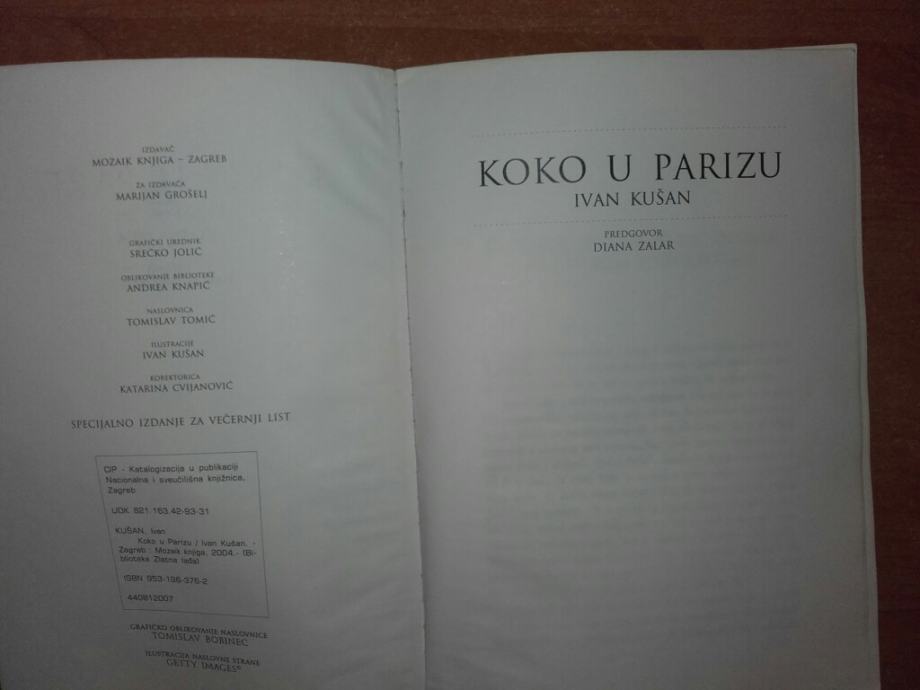 IZDAVAČ
MOZAIK KNJIGA – ZAGREB
ZA IZDAVAČA
MARIJAN GROŠELJ
GRAFIČKI UREDNIK
SREĆKO JOLIĆ
OBLIKOVANJE BIBLIOTEKE
ANDREA KNAPIĆ
NASLOVNICA
TOMISLAV TOMIĆ
ILUSTRACIJE
IVAN KUŠAN
KOREKTORICA
KATARINA CVIJANOVIĆ
SPECIJALNO IZDANJE ZA VEČERNJI LIST
CIP - Katalogizacija u publikaciji
Nacionalna i sveučilišna knjižnica,
Zagreb
UDK 821.163.42-93-31
KUŠAN, Ivan
Koko u Parizu / Ivan Kušan. -
Zagreb : Mozaik knjiga, 2004.- (Bi-
blioteka Zlatna lađa)
ISBN 953-196-376-2
440812007
GRAFIČKO OBLIKOVANJE NASLOVNICE
TOMISLAV BORINEC
ILUSTRACIJA NASLOVNE STRANE
GETTY IMAGES®
KOKO U PARIZU
IVAN KUŠAN
PREDGOVOR
DIANA ZALAR